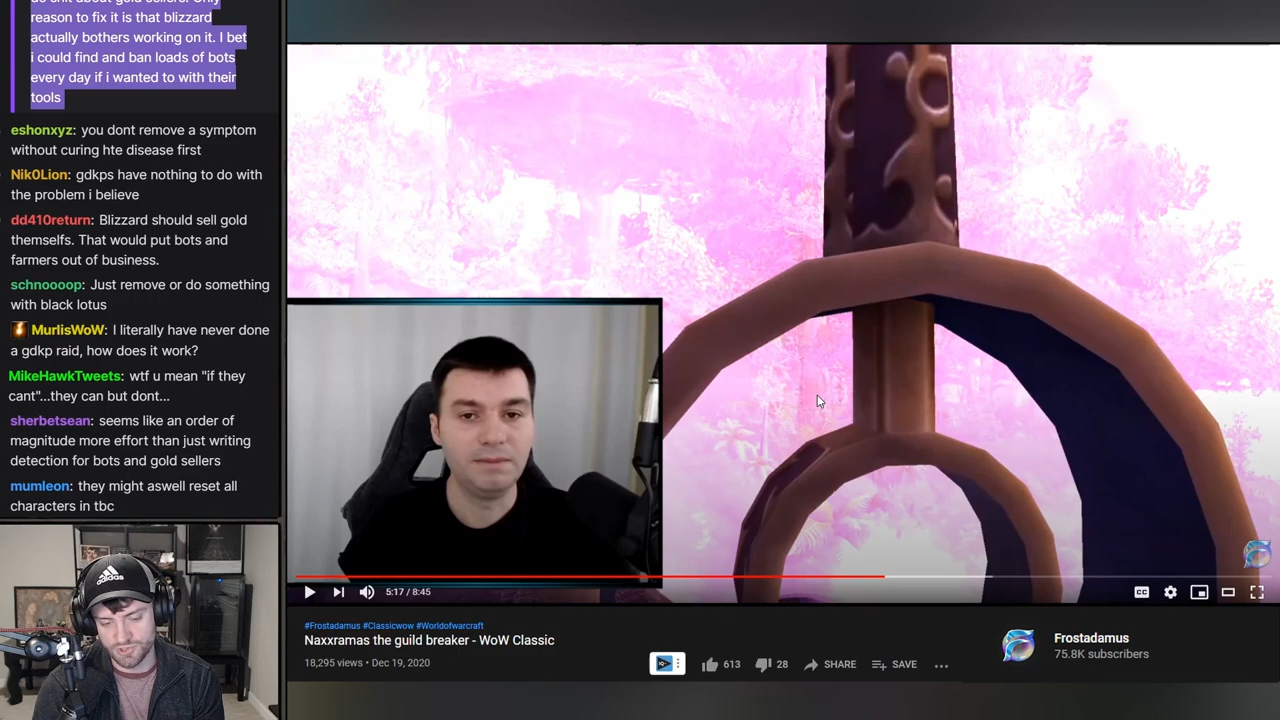 reason to fix it is that blizzard
actually bothers working on it. I bet
i could find and ban loads of bots
every day if i wanted to with their
tools
eshonxyz: you dont remove a symptom
without curing hte disease first
Nik0Lion: gdkps have nothing to do with
the problem i believe
dd410return: Blizzard should sell gold
themselfs. That would put bots and
farmers out of business.
schnoooop: Just remove or do something
with black lotus
MurlisWoW: I literally have never done
a gdkp raid, how does it work?
MikeHawkTweets: wtf u mean "if they
cant"...they can but dont...
sherbetsean: seems like an order of
magnitude more effort than just writing
detection for bots and gold sellers
mumleon: they might aswell reset all
characters in tbc
adidas
5:17 / 8:45
CC
#Frostadamus #Classicwow #Worldofwarcraft
Naxxramas the guild breaker - WoW Classic
18,295 views • Dec 19, 2020
613
28
SHARE
SAVE
Frostadamus
75.8K subscribers